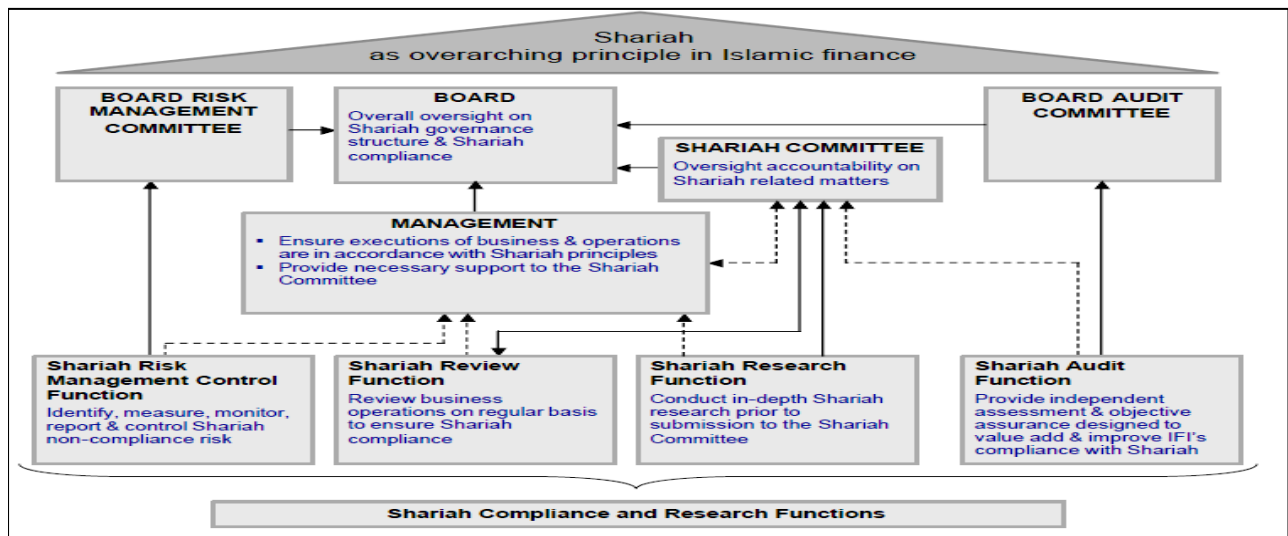 Shariah
as overarching principle in Islamic finance
BOARD RISK
MANAGEMENT
COMMITTEE
BOARD
Overall oversight on
Shariah governance
structure & Shariah
compliance
BOARD AUDIT
COMMITTEE
SHARIAH COMMITTEE
Oversight accountability on
Shariah related matters
MANAGEMENT
▪ Ensure executions of business & operations
are in accordance with Shariah principles
▪ Provide necessary support to the Shariah
Committee
Shariah Risk
Management Control
Function
Identify, measure, monitor,
report & control Shariah
non-compliance risk
Shariah Review
Function
Review business
operations on regular basis
to ensure Shariah
compliance
Shariah Research
Function
Conduct in-depth Shariah
research prior to
submission to the Shariah
Committee
Shariah Audit
Function
Provide independent
assessment & objective
assurance designed to
value add & improve IFI's
compliance with Shariah
Shariah Compliance and Research Functions